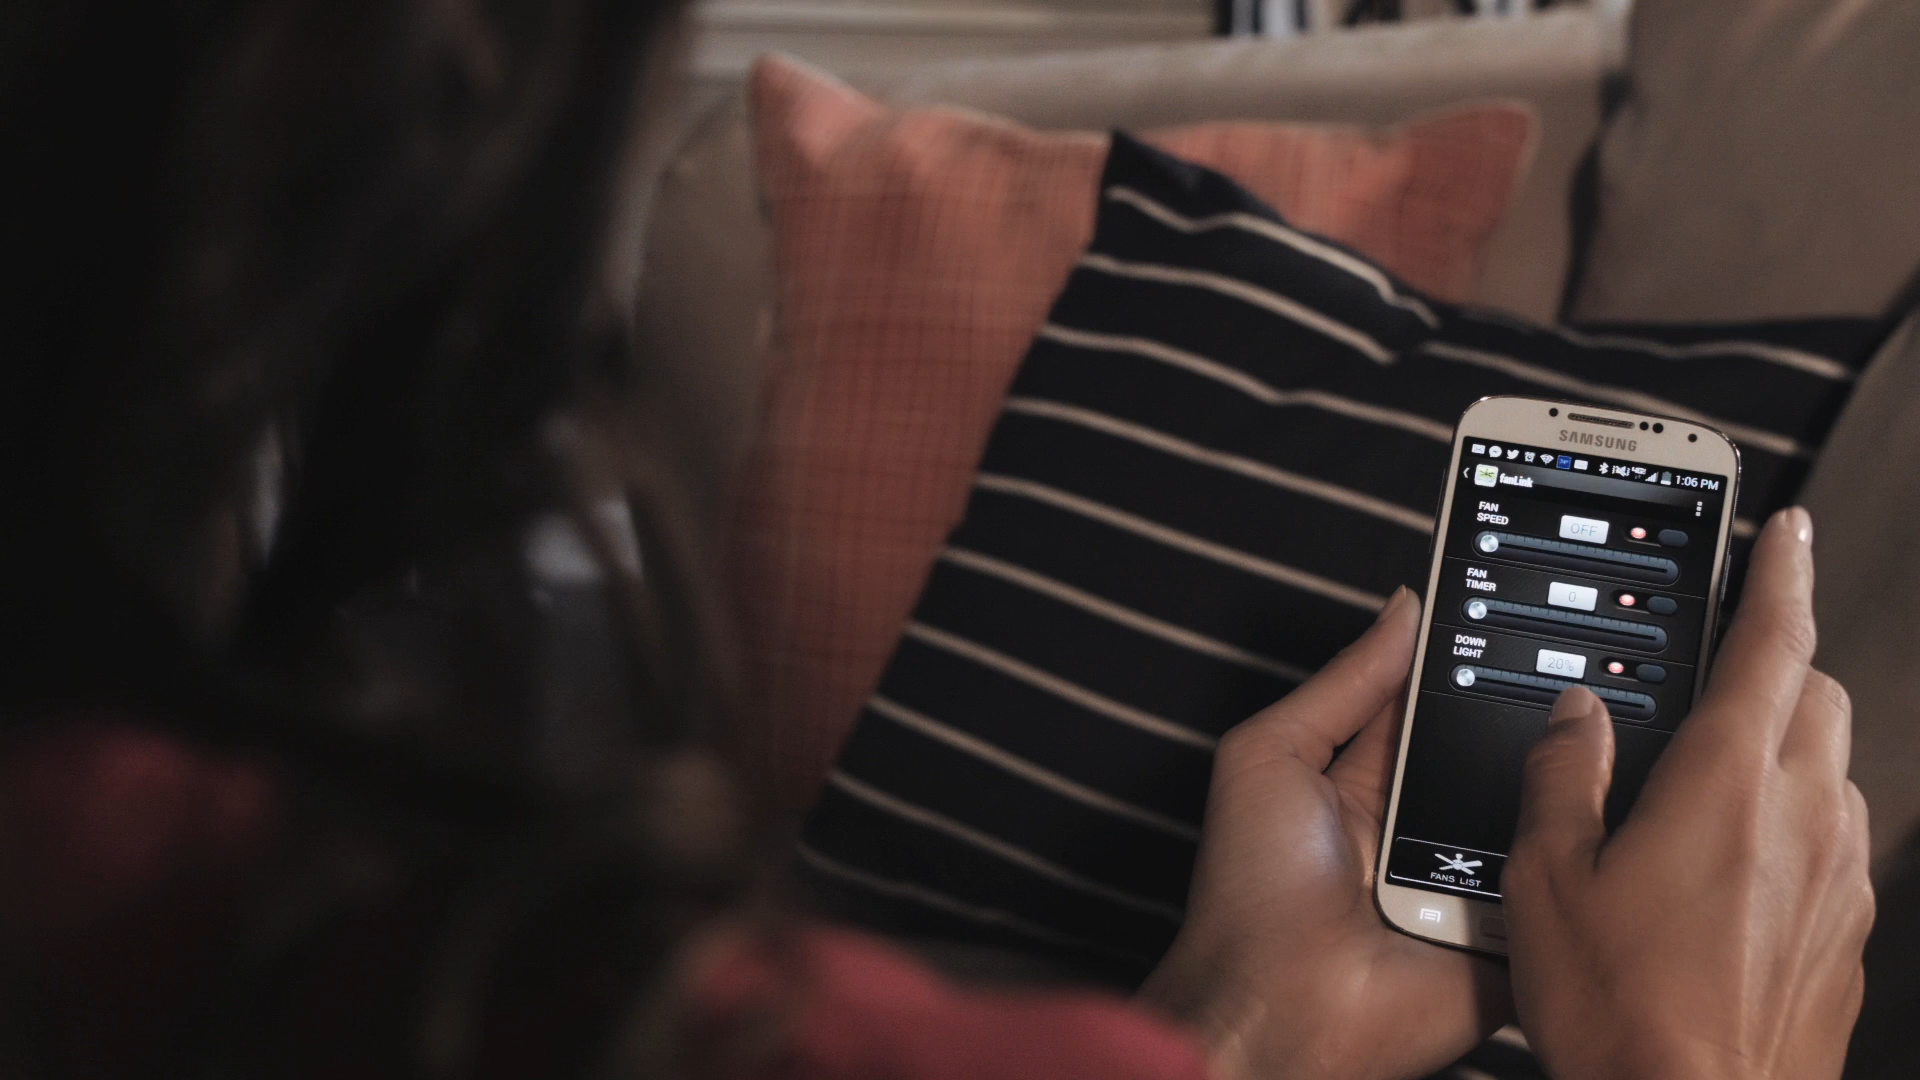 SAMSUNG
1:06 PM
fanLink
FAN
SPEED
OFF
FAN
TIMER
0
DOWN
LIGHT
20%
FANS LIST